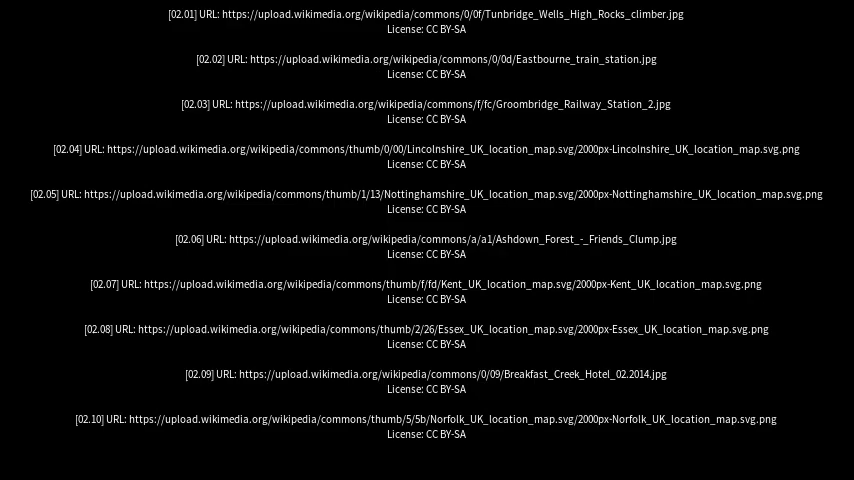 [02.01] URL: https://upload.wikimedia.org/wikipedia/commons/0/0f/Tunbridge_Wells_High_Rocks_climber.jpg
License: CC BY-SA
[02.02] URL: https://upload.wikimedia.org/wikipedia/commons/0/0d/Eastbourne_train_station.jpg
License: CC BY-SA
[02.03] URL: https://upload.wikimedia.org/wikipedia/commons/f/fc/Groombridge_Railway_Station_2.jpg
License: CC BY-SA
[02.04] URL: https://upload.wikimedia.org/wikipedia/commons/thumb/0/00/Lincolnshire_UK_location_map.svg/2000px-Lincolnshire_UK_location_map.svg.png
License: CC BY-SA
[02.05] URL: https://upload.wikimedia.org/wikipedia/commons/thumb/1/13/Nottinghamshire_UK_location_map.svg/2000px-Nottinghamshire_UK_location_map.svg.png
License: CC BY-SA
[02.06] URL: https://upload.wikimedia.org/wikipedia/commons/a/a1/Ashdown_Forest_-_Friends_Clump.jpg
License: CC BY-SA
[02.07] URL: https://upload.wikimedia.org/wikipedia/commons/thumb/f/fd/Kent_UK_location_map.svg/2000px-Kent_UK_location_map.svg.png
License: CC BY-SA
[02.08] URL: https://upload.wikimedia.org/wikipedia/commons/thumb/2/26/Essex_UK_location_map.svg/2000px-Essex_UK_location_map.svg.png
License: CC BY-SA
[02.09] URL: https://upload.wikimedia.org/wikipedia/commons/0/09/Breakfast_Creek_Hotel_02.2014.jpg
License: CC BY-SA
[02.10] URL: https://upload.wikimedia.org/wikipedia/commons/thumb/5/5b/Norfolk_UK_location_map.svg/2000px-Norfolk_UK_location_map.svg.png
License: CC BY-SA